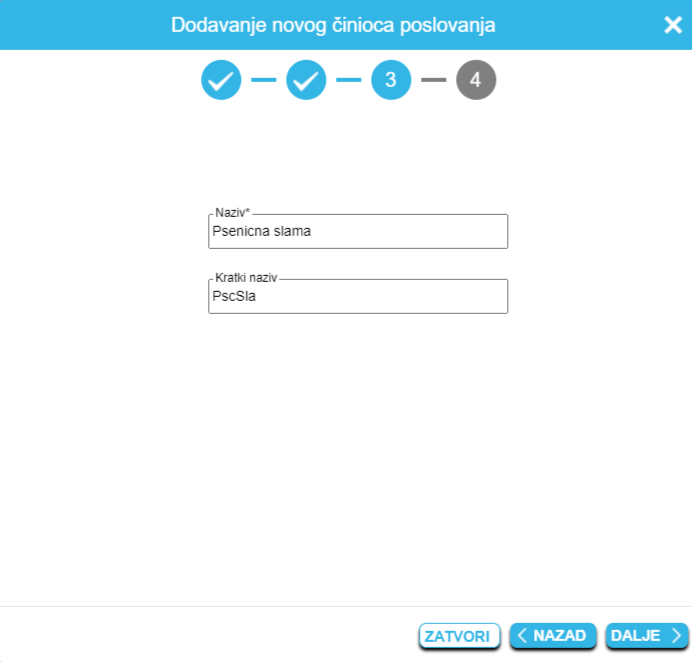 Dodavanje novog činioca poslovanja
3
4
Naziv*
Psenicna slama
Kratki naziv
PscSla
ZATVORI NAZAD DALJE